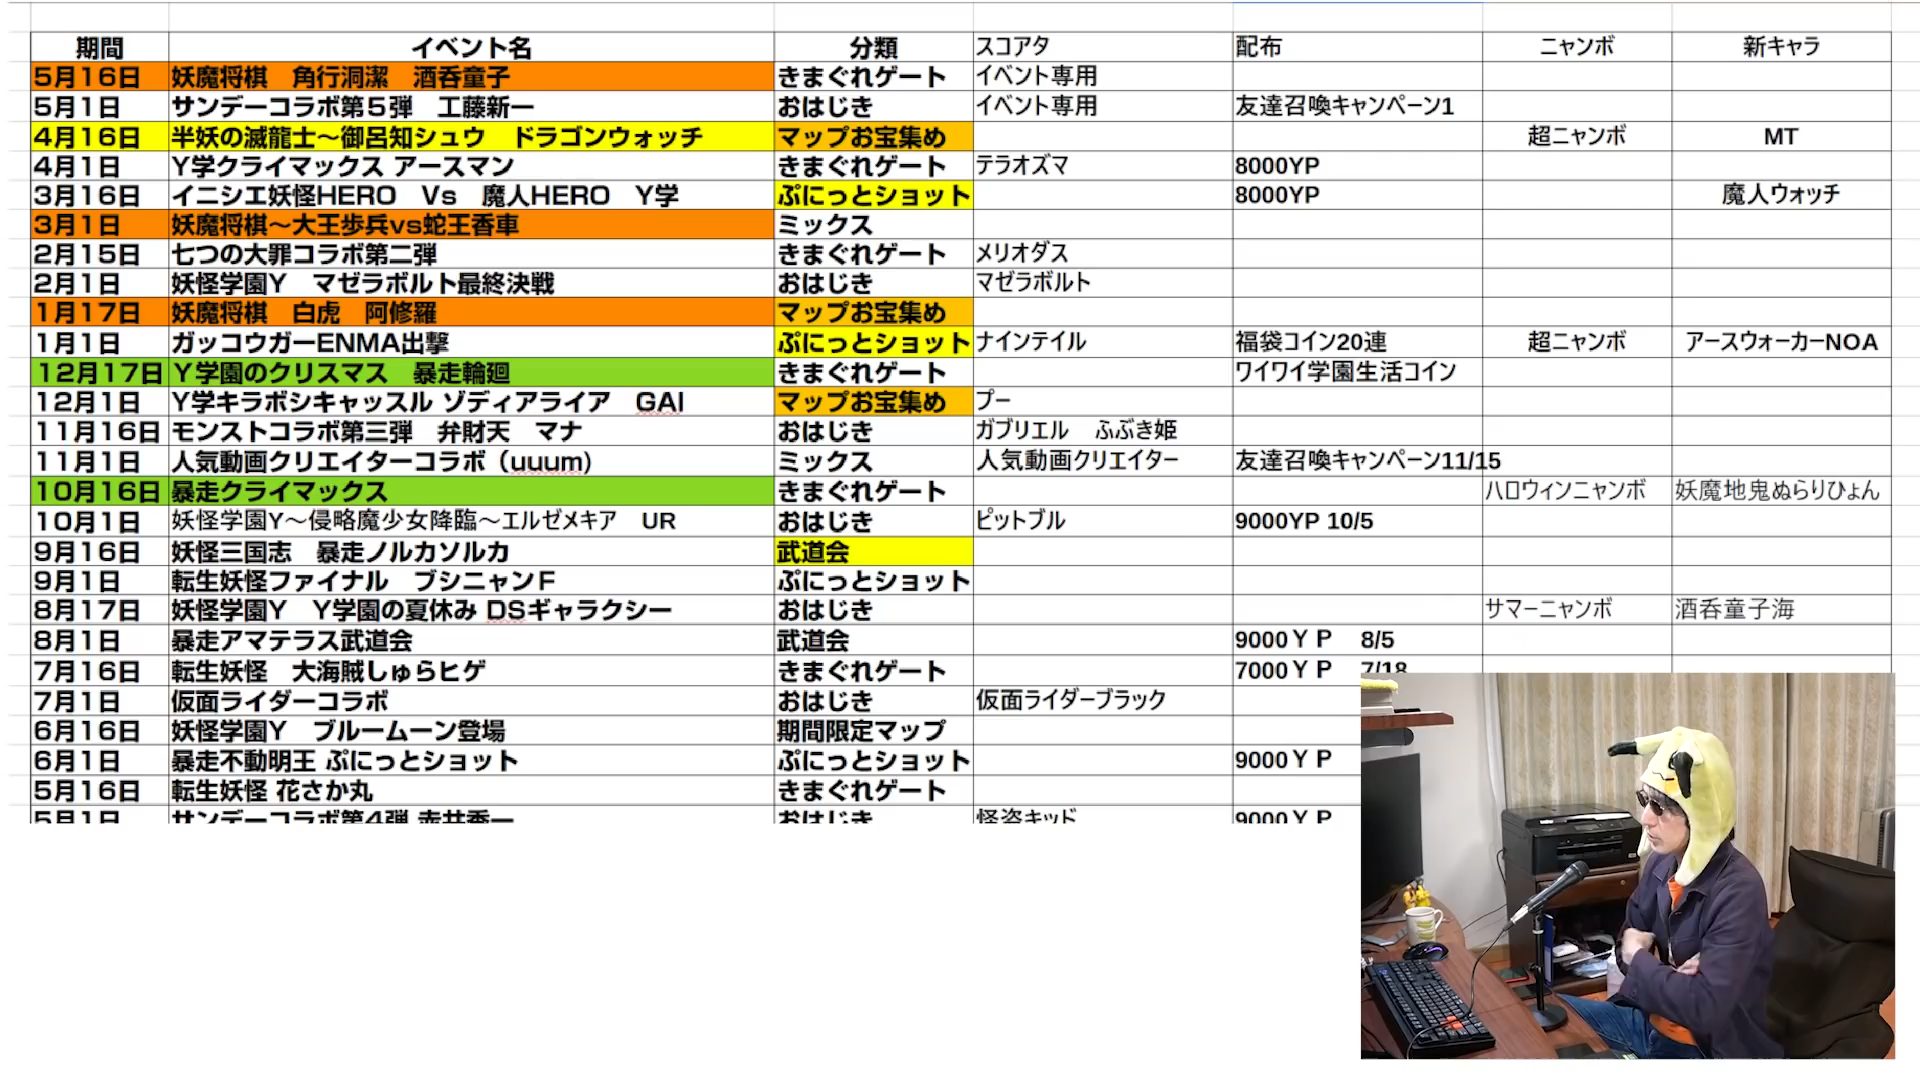 期間 イベント名 分類 スコアタ 配布 ニャンボ 新キャラ
5月16日 妖魔将棋　角行洞潔　酒呑童子 きまぐれゲート イベント専用
5月1日 サンデーコラボ第５弾　工藤新一 おはじき イベント専用 友達召喚キャンペーン1
4月16日 半妖の滅龍士～御呂知シュウ　ドラゴンウォッチ マップお宝集め 超ニャンボ MT
4月1日 Y学クライマックス アースマン きまぐれゲート テラオズマ 8000YP
3月16日 イニシエ妖怪HERO　Vs　魔人HERO　Y学 ぷにっとショット 8000YP 魔人ウォッチ
3月1日 妖魔将棋～大王歩兵vs蛇王香車 ミックス
2月15日 七つの大罪コラボ第二弾 きまぐれゲート メリオダス
2月1日 妖怪学園Y　マゼラボルト最終決戦 おはじき マゼラボルト
1月17日 妖魔将棋　白虎　阿修羅 マップお宝集め
1月1日 ガッコウガーENMA出撃 ぷにっとショット ナインテイル 福袋コイン20連 超ニャンボ アースウォーカーNOA
12月17日 Y学園のクリスマス　暴走輪廻 きまぐれゲート ワイワイ学園生活コイン
12月1日 Y学キラボシキャッスル ゾディアライア　GAI マップお宝集め プー
11月16日 モンストコラボ第三弾　弁財天　マナ おはじき ガブリエル　ふぶき姫
11月1日 人気動画クリエイターコラボ（uuum） ミックス 人気動画クリエイター 友達召喚キャンペーン11/15
10月16日 暴走クライマックス きまぐれゲート ハロウィンニャンボ 妖魔地鬼ぬらりひょん
10月1日 妖怪学園Y～侵略魔少女降臨～エルゼメキア　UR おはじき ピットブル 9000YP 10/5
9月16日 妖怪三国志　暴走ノルカソルカ 武道会
9月1日 転生妖怪ファイナル　ブシニャンＦ ぷにっとショット
8月17日 妖怪学園Y　Y学園の夏休み DSギャラクシー おはじき サマーニャンボ 酒呑童子海
8月1日 暴走アマテラス武道会 武道会 9000ＹＰ　8/5
7月16日 転生妖怪　大海賊しゅらヒゲ きまぐれゲート 7000ＹＰ　7/18
7月1日 仮面ライダーコラボ おはじき 仮面ライダーブラック
6月16日 妖怪学園Y　ブルームーン登場 期間限定マップ
6月1日 暴走不動明王 ぷにっとショット ぷにっとショット 9000ＹＰ
5月16日 転生妖怪 花さか丸 きまぐれゲート
5月1日 サンデーコラボ第4弾 赤井秀一 おはじき 怪盗キッド 9000ＹＰ